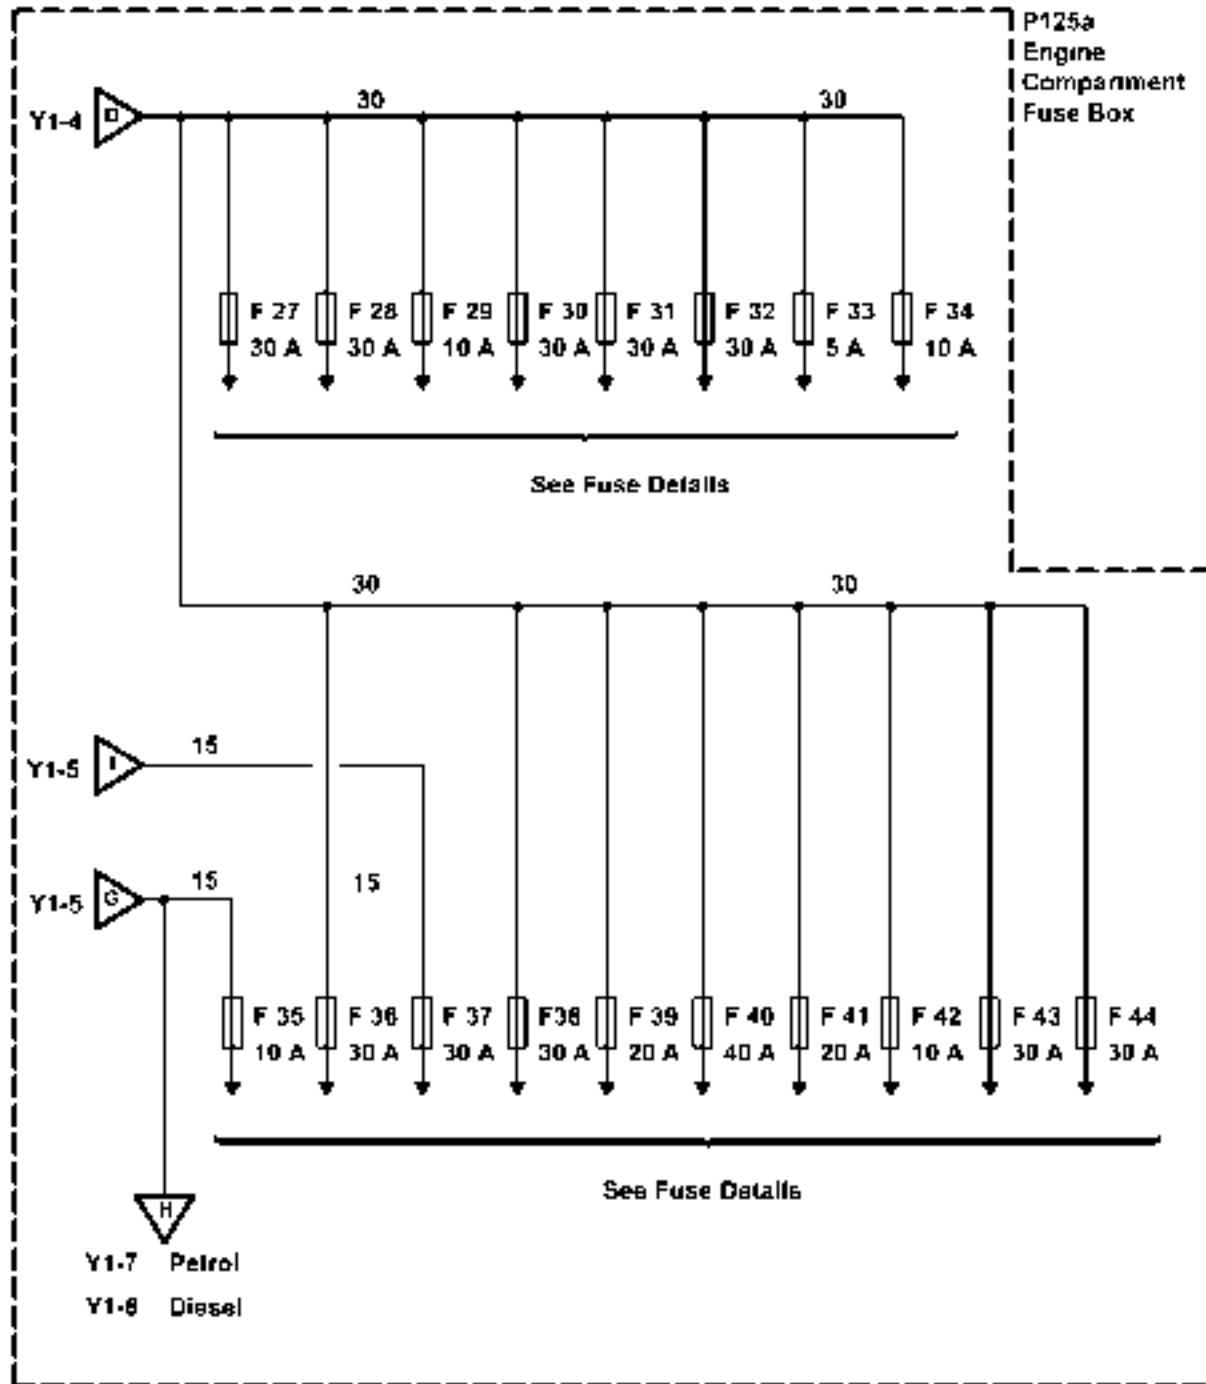 P125a
Engine
Compartment
Fuse Box
30 30
Y1-4 D
F 27 F 28 F 29 F 30 F 31 F 32 F 33 F 34
30 A 30 A 10 A 30 A 30 A 30 A 5 A 10 A
See Fuse Details
30 30
15
Y1-5 I
15 15
Y1-5 G
F 35 F 36 F 37 F38 F 39 F 40 F 41 F 42 F 43 F 44
10 A 30 A 30 A 30 A 20 A 40 A 20 A 10 A 30 A 30 A
See Fuse Details
H
Y1-7 Petrol
Diesel